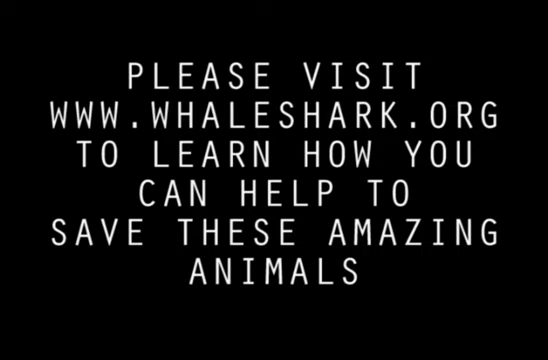 PLEASE VISIT
WWW.WHALESHARK.ORG
TO LEARN HOW YOU
CAN HELP TO
SAVE THESE AMAZING
ANIMALS